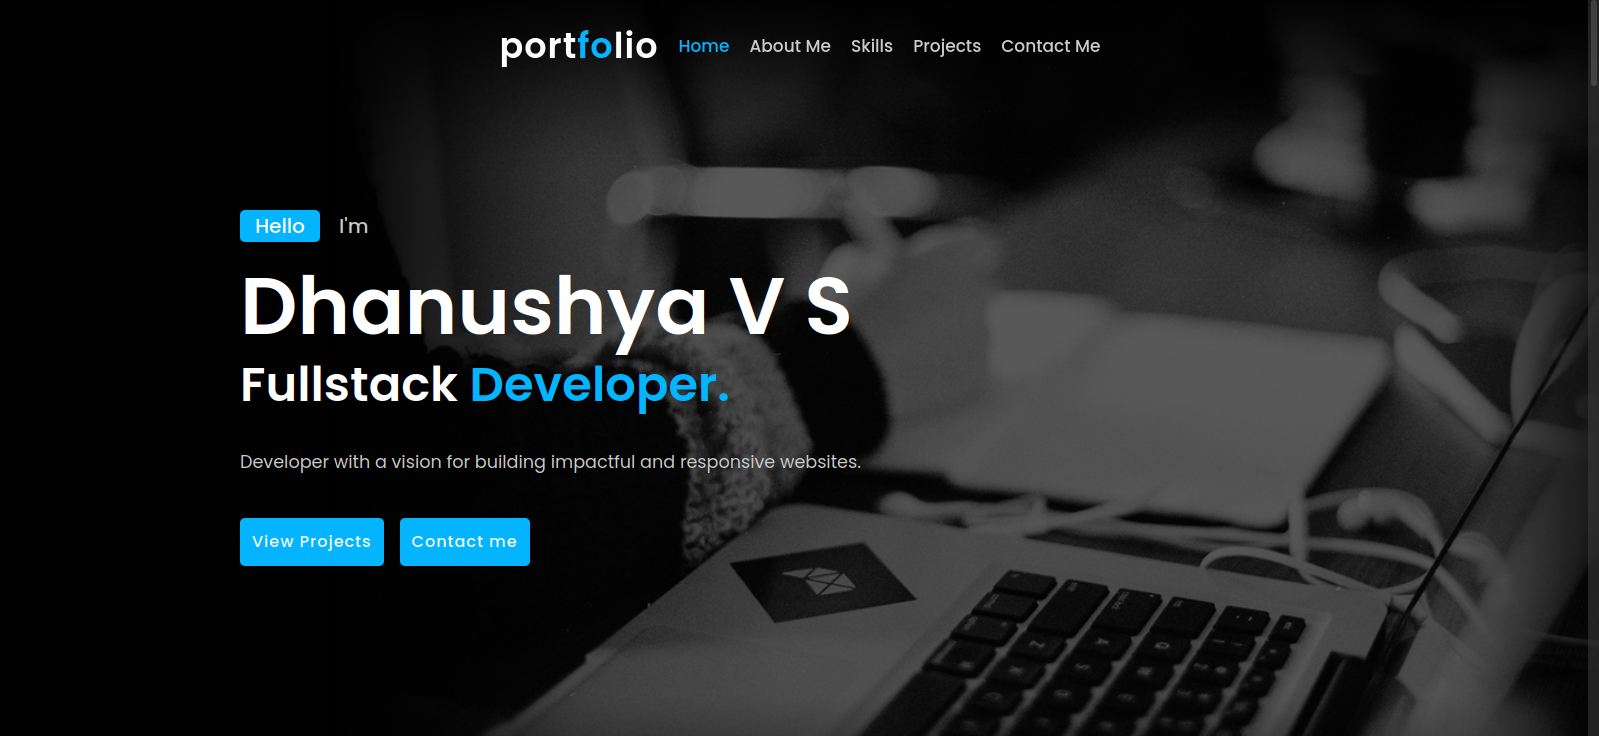 portfolio Home About Me Skills Projects Contact Me
Hello I'm
Dhanushya V S
Fullstack Developer.
Developer with a vision for building impactful and responsive websites.
View Projects Contact me